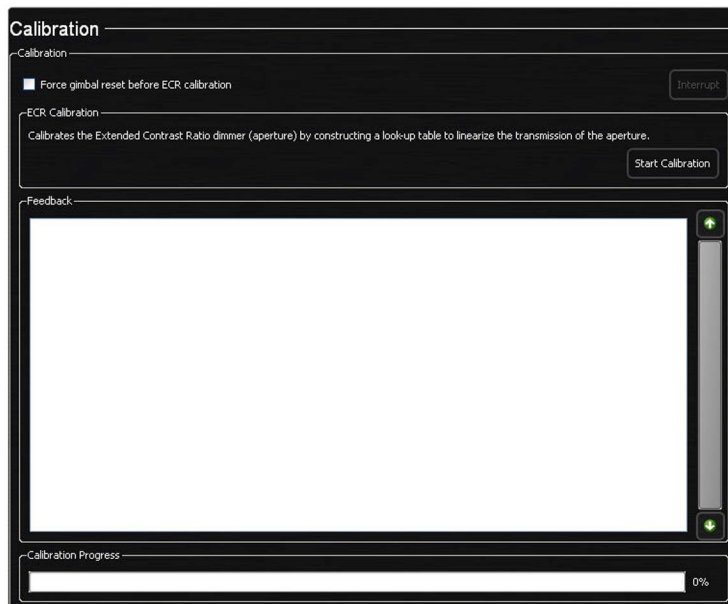 Calibration
Calibration
Force gimbal reset before ECR calibration
Interrupt
ECR Calibration
Calibrates the Extended Contrast Ratio dimmer (aperture) by constructing a look-up table to linearize the transmission of the aperture.
Start Calibration
Feedback
Calibration Progress
0%